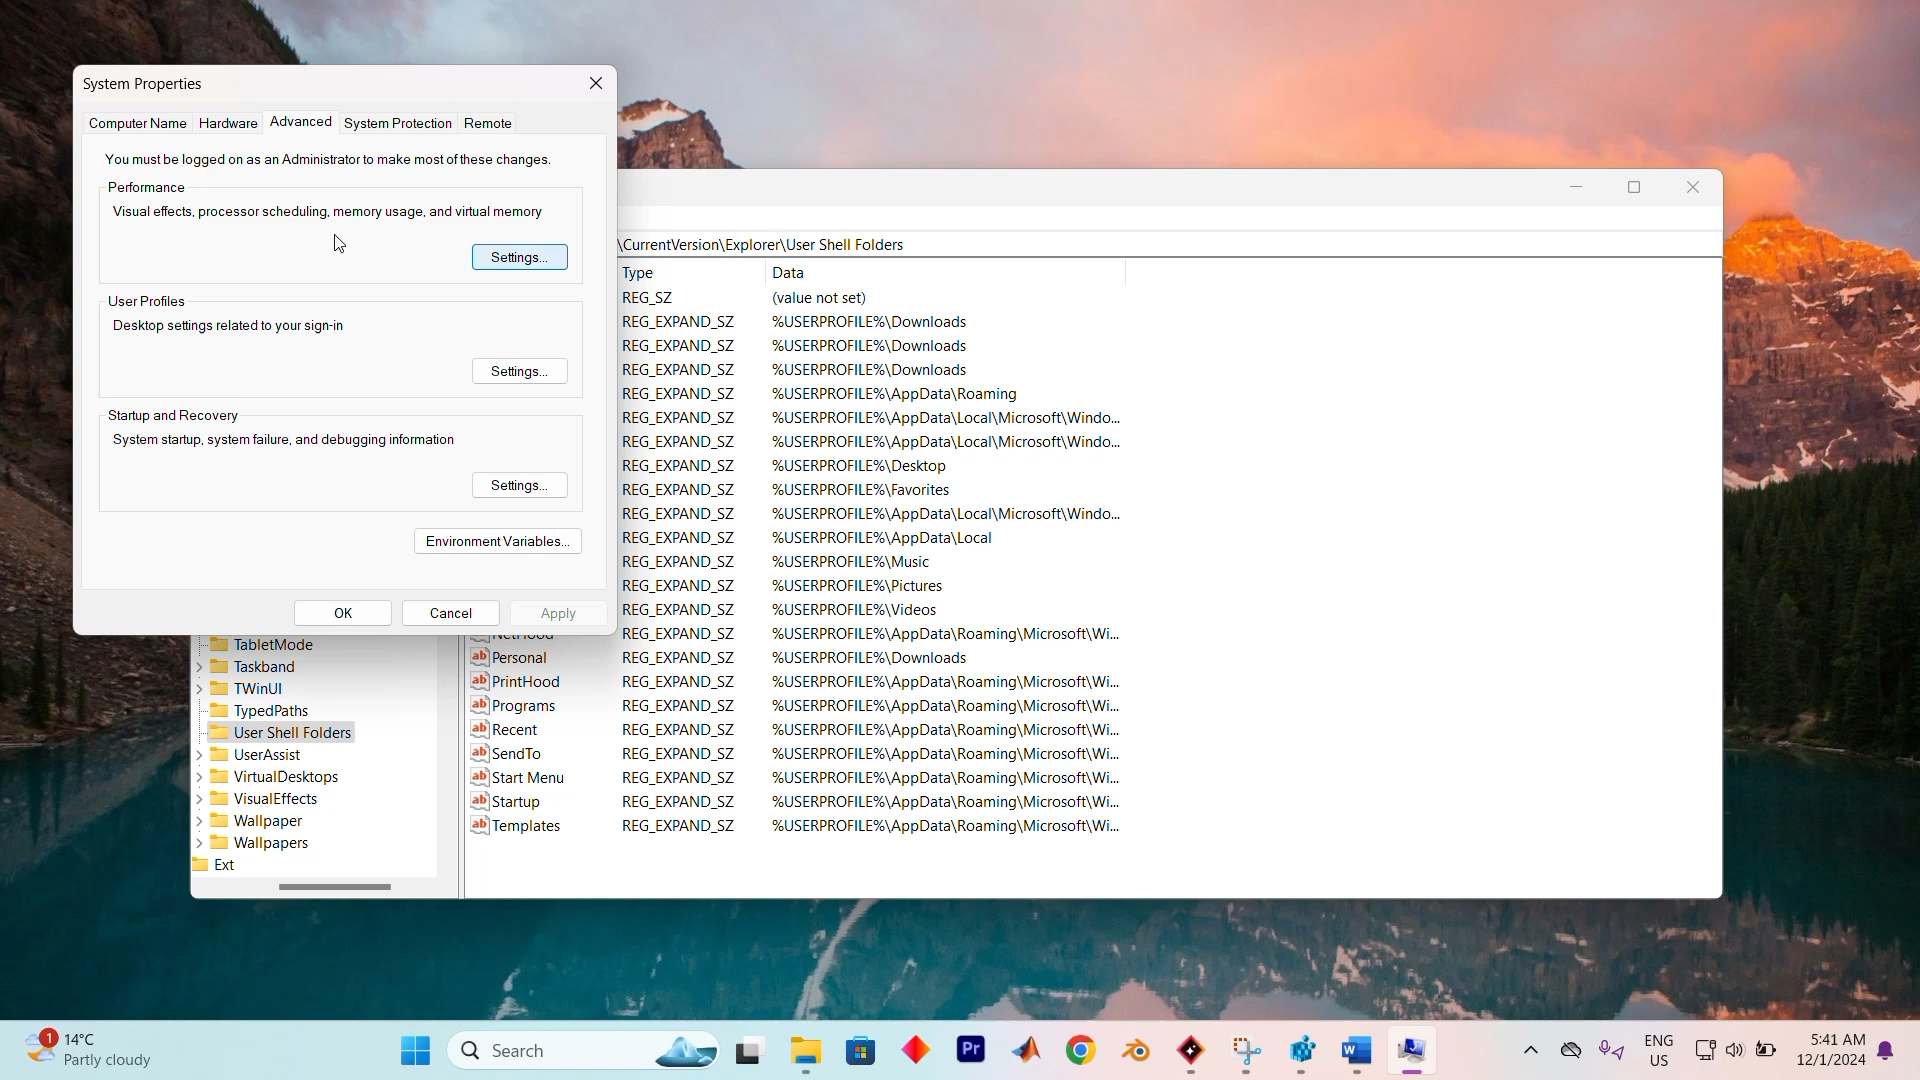 System Properties
Computer Name
Hardware
Advanced
System Protection
Remote
You must be logged on as an Administrator to make most of these changes.
Performance
Visual effects, processor scheduling, memory usage, and virtual memory
Settings...
User Profiles
Desktop settings related to your sign-in
Settings...
Startup and Recovery
System startup, system failure, and debugging information
Settings...
Environment Variables...
OK
Cancel
Apply
\CurrentVersion\Explorer\User Shell Folders
Type Data
REG_SZ (value not set)
REG_EXPAND_SZ %USERPROFILE%\Downloads
REG_EXPAND_SZ %USERPROFILE%\Downloads
REG_EXPAND_SZ %USERPROFILE%\Downloads
REG_EXPAND_SZ %USERPROFILE%\AppData\Roaming
REG_EXPAND_SZ %USERPROFILE%\AppData\Local\Microsoft\Windo...
REG_EXPAND_SZ %USERPROFILE%\AppData\Local\Microsoft\Windo...
REG_EXPAND_SZ %USERPROFILE%\Desktop
REG_EXPAND_SZ %USERPROFILE%\Favorites
REG_EXPAND_SZ %USERPROFILE%\AppData\Local\Microsoft\Windo...
REG_EXPAND_SZ %USERPROFILE%\AppData\Local
REG_EXPAND_SZ %USERPROFILE%\Music
REG_EXPAND_SZ %USERPROFILE%\Pictures
REG_EXPAND_SZ %USERPROFILE%\Videos
NetHood REG_EXPAND_SZ %USERPROFILE%\AppData\Roaming\Microsoft\Wi...
Personal REG_EXPAND_SZ %USERPROFILE%\Downloads
PrintHood REG_EXPAND_SZ %USERPROFILE%\AppData\Roaming\Microsoft\Wi...
Programs REG_EXPAND_SZ %USERPROFILE%\AppData\Roaming\Microsoft\Wi...
Recent REG_EXPAND_SZ %USERPROFILE%\AppData\Roaming\Microsoft\Wi...
SendTo REG_EXPAND_SZ %USERPROFILE%\AppData\Roaming\Microsoft\Wi...
Start Menu REG_EXPAND_SZ %USERPROFILE%\AppData\Roaming\Microsoft\Wi...
Startup REG_EXPAND_SZ %USERPROFILE%\AppData\Roaming\Microsoft\Wi...
Templates REG_EXPAND_SZ %USERPROFILE%\AppData\Roaming\Microsoft\Wi...
TabletMode
Taskband
TWinUI
TypedPaths
User Shell Folders
UserAssist
VirtualDesktops
VisualEffects
Wallpaper
Wallpapers
Ext
1
14°C
Partly cloudy
Search
Pr
ENG
US
5:41 AM
12/1/2024